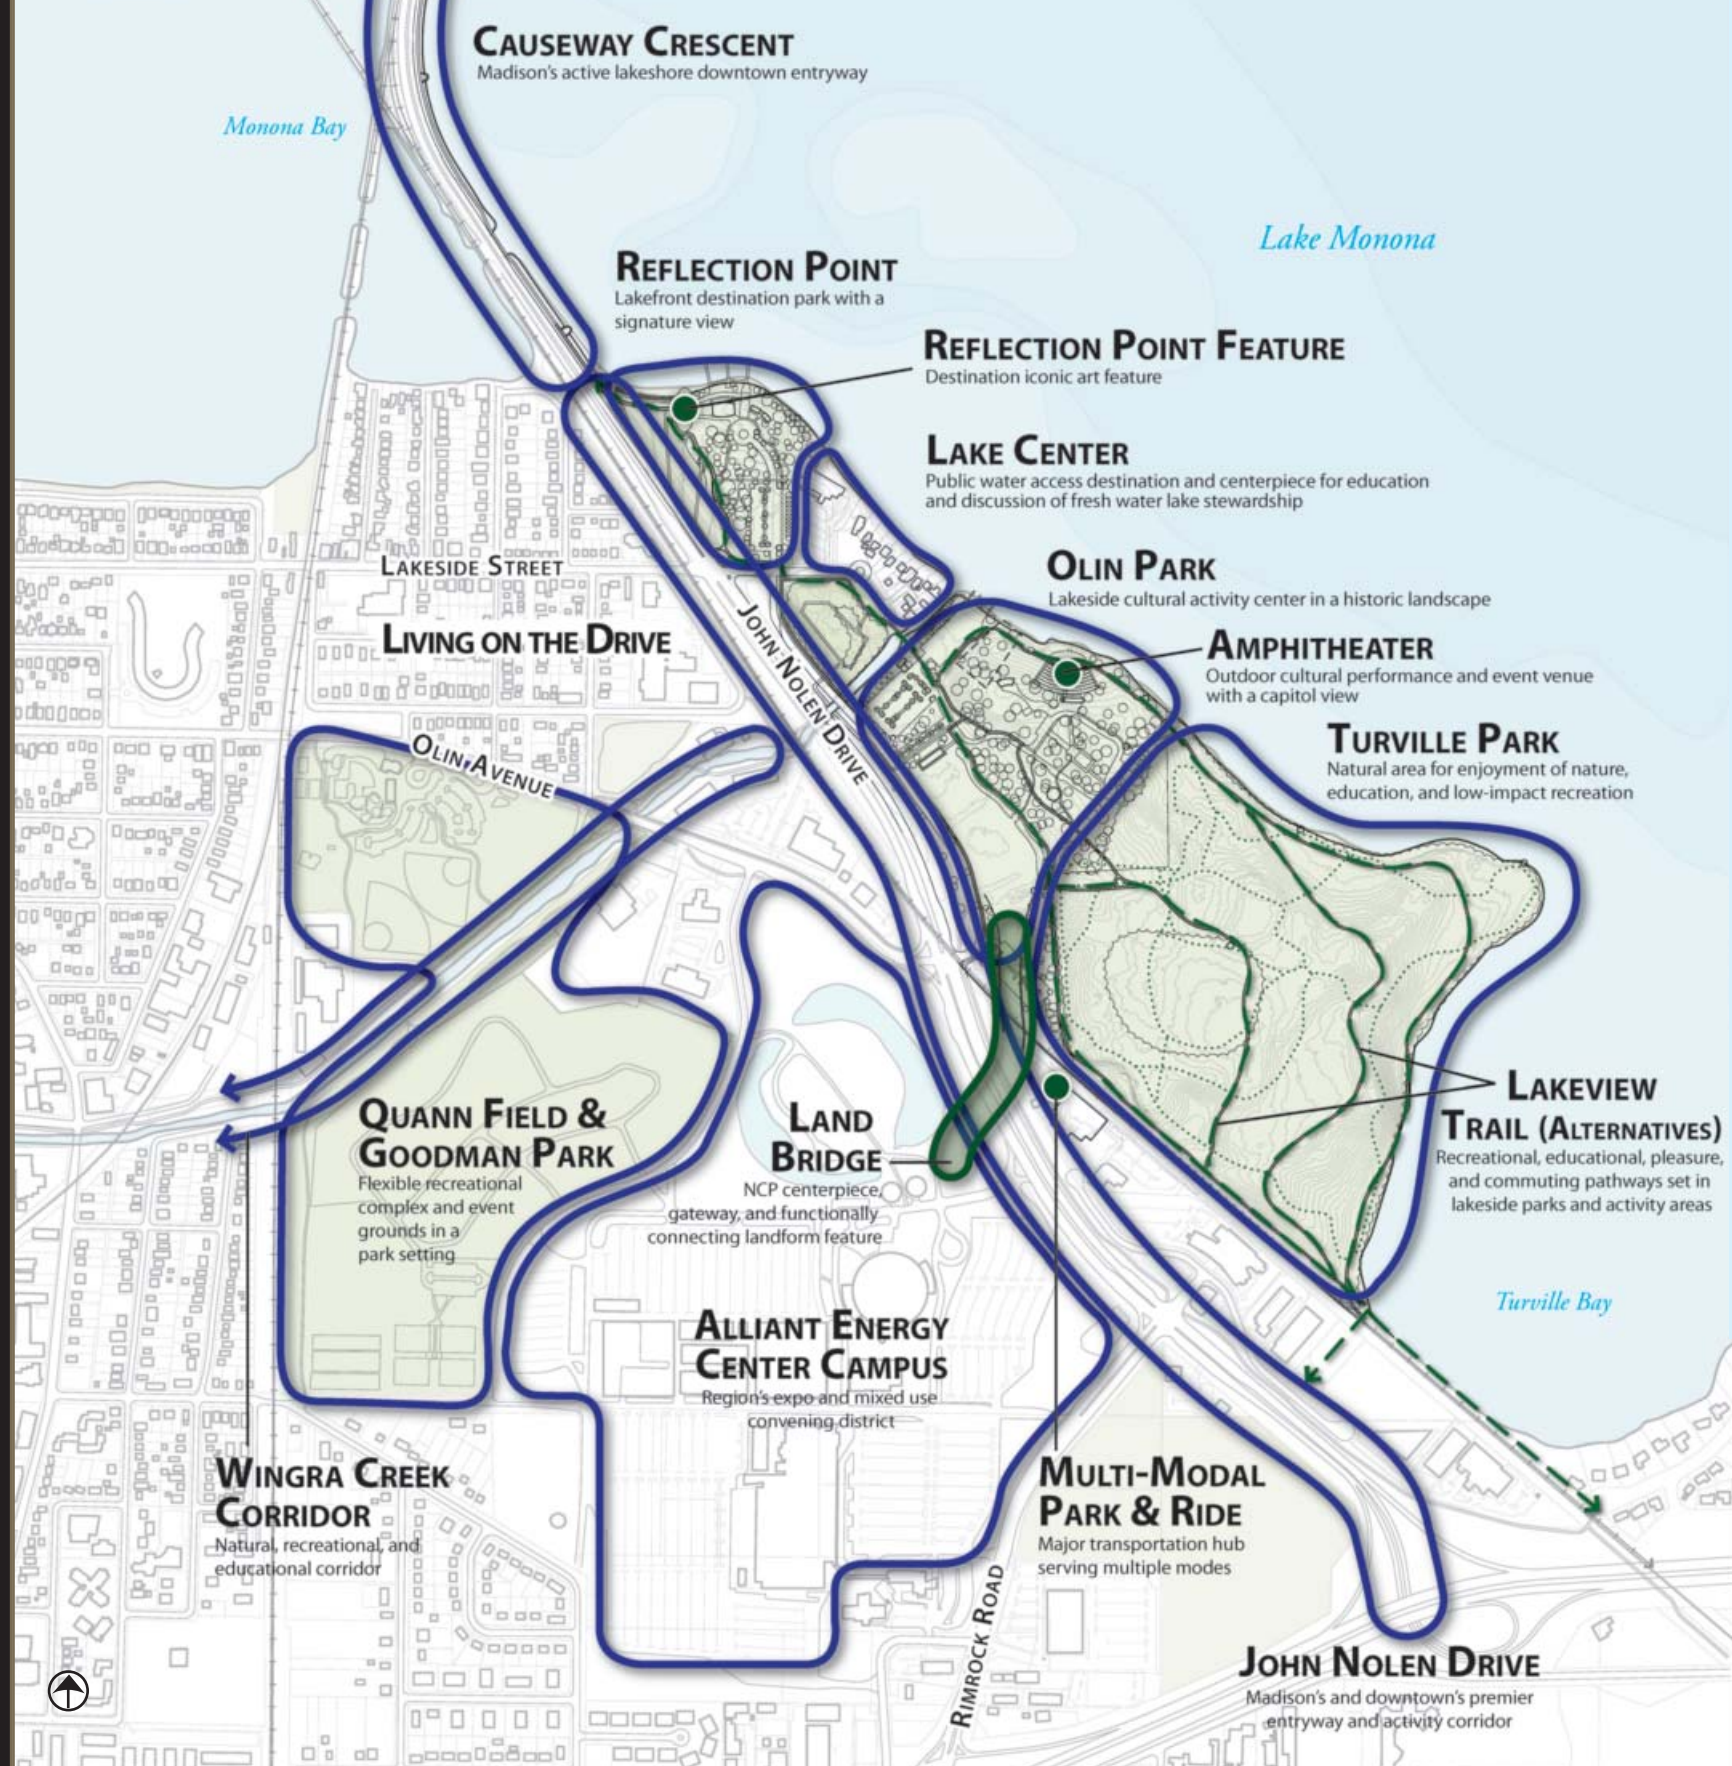 CAUSEWAY CRESCENT
Madison's active lakeshore downtown entryway
Monona Bay
Lake Monona
REFLECTION POINT
Lakefront destination park with a
signature view
REFLECTION POINT FEATURE
Destination iconic art feature
LAKE CENTER
Public water access destination and centerpiece for education
and discussion of fresh water lake stewardship
LAKESIDE STREET
OLIN PARK
Lakeside cultural activity center in a historic landscape
LIVING ON THE DRIVE
JOHN NOLEN DRIVE
AMPHITHEATER
Outdoor cultural performance and event venue
with a capitol view
OLIN AVENUE
TURVILLE PARK
Natural area for enjoyment of nature,
education, and low-impact recreation
LAKEVIEW
TRAIL (ALTERNATIVES)
Recreational, educational, pleasure,
and commuting pathways set in
lakeside parks and activity areas
QUANN FIELD &
GOODMAN PARK
Flexible recreational
complex and event
grounds in a
park setting
LAND
BRIDGE
NCP centerpiece,
gateway, and functionally
connecting landform feature
Turville Bay
ALLIANT ENERGY
CENTER CAMPUS
Region's expo and mixed use
convening district
WINGRA CREEK
CORRIDOR
Natural, recreational, and
educational corridor
MULTI-MODAL
PARK & RIDE
Major transportation hub
serving multiple modes
RIMROCK ROAD
JOHN NOLEN DRIVE
Madison's and downtown's premier
entryway and activity corridor